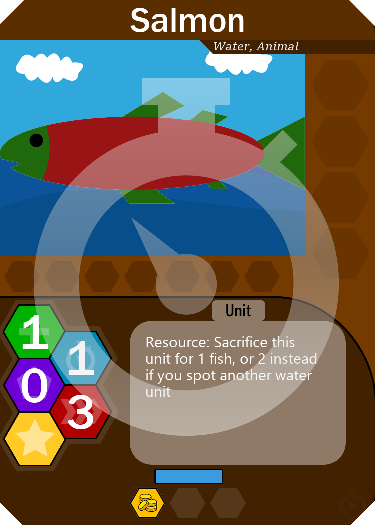 Salmon
Water, Animal
Unit
1
1
0
3
Resource: Sacrifice this
unit for 1 fish, or 2 instead
if you spot another water
unit